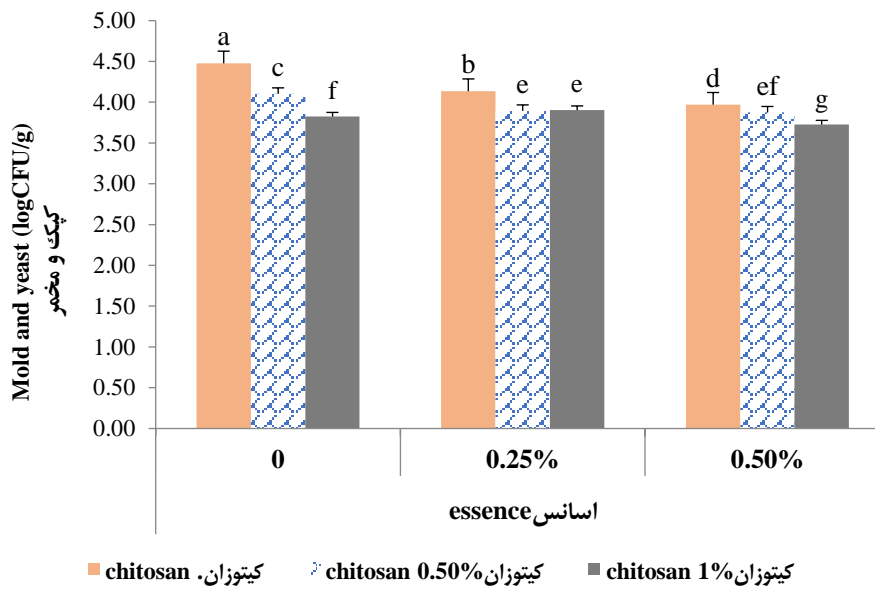 5.00
4.50
4.00
3.50
3.00
2.50
2.00
1.50
1.00
0.50
0.00
Mold and yeast (logCFU/g)
کپک و مخمر
a
c
f
b
e
e
d
ef
g
0
0.25%
0.50%
essence اسانس
chitosan .کیتوزان
chitosan 0.50%کیتوزان
chitosan 1%کیتوزان